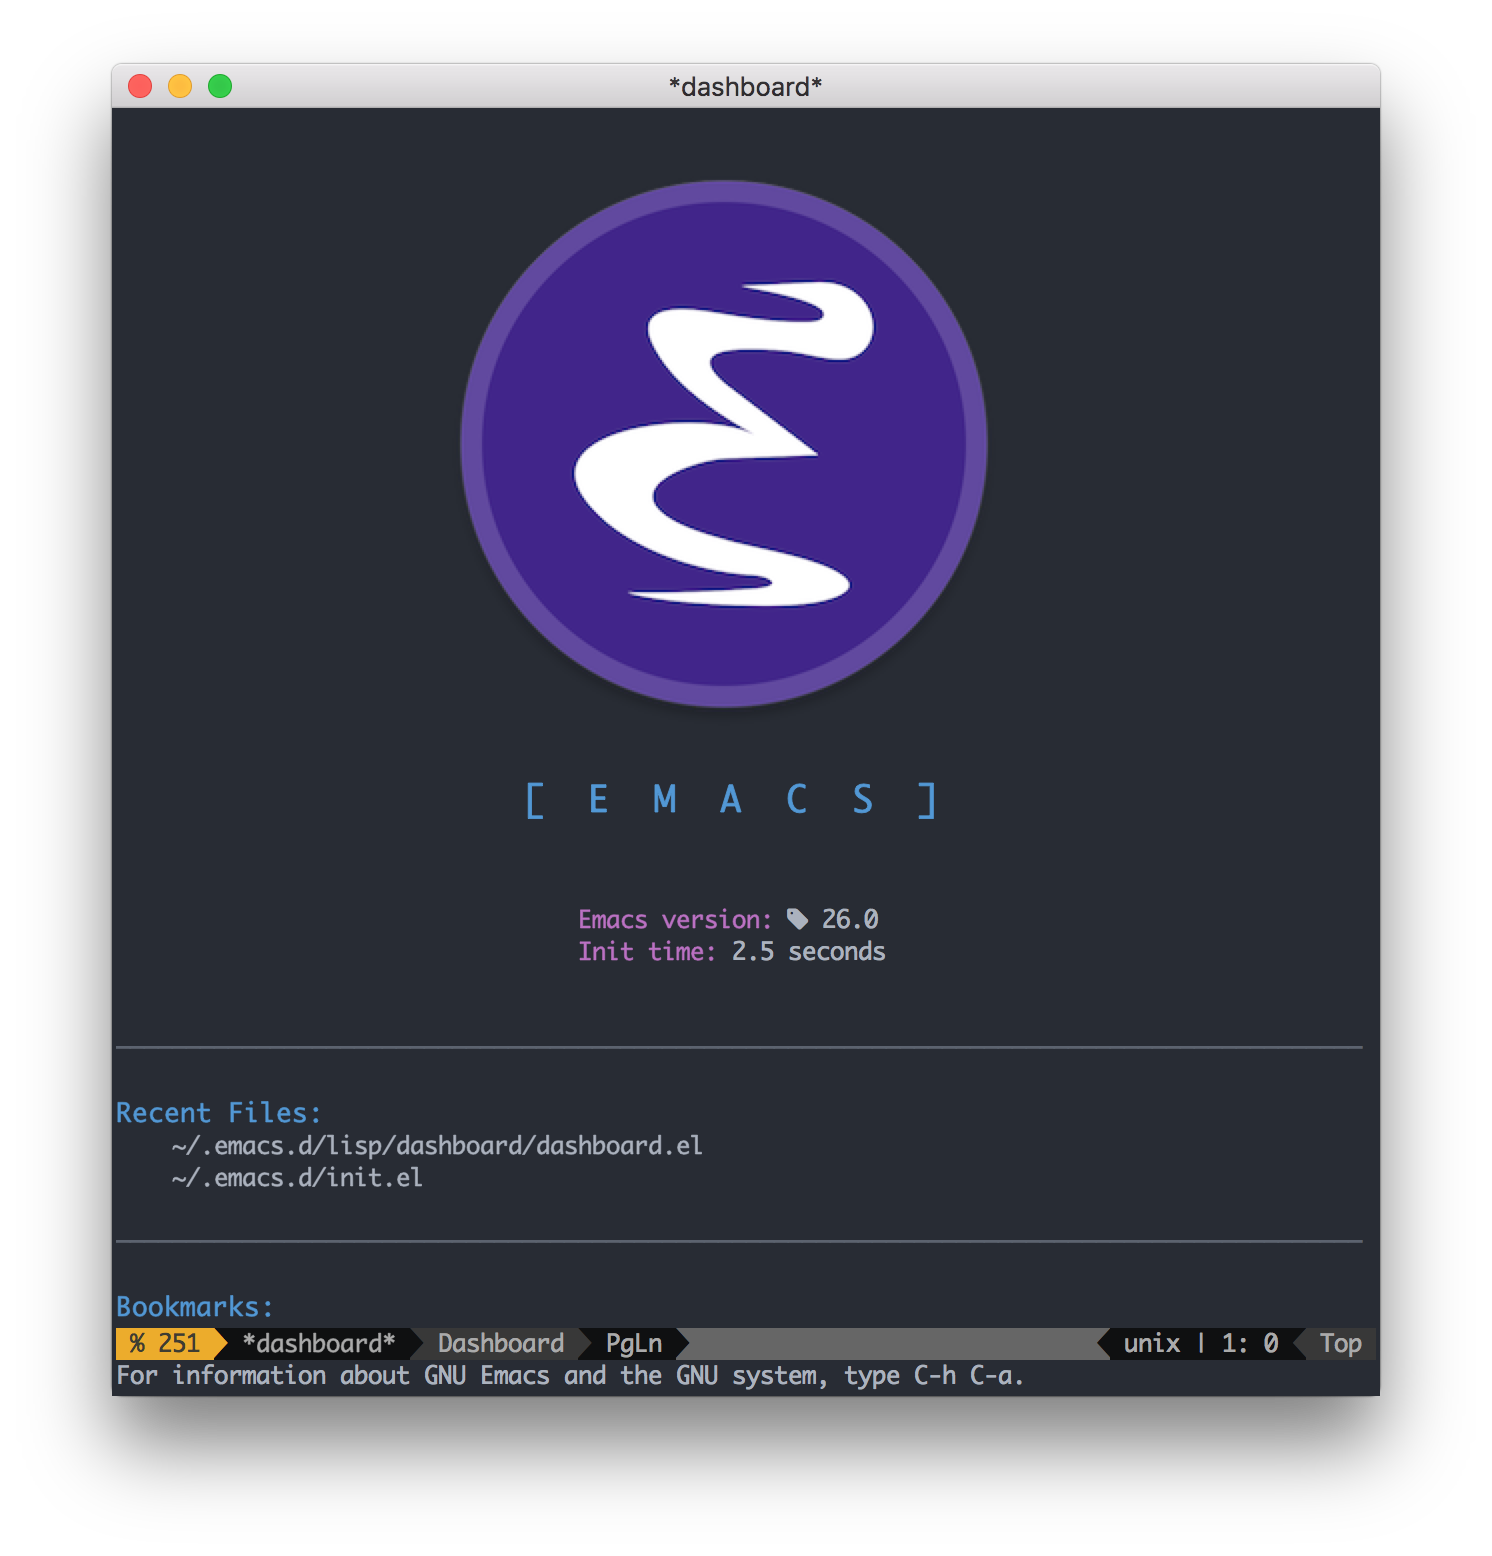 *dashboard*
[ E M A C S ]
Emacs version: 26.0
Init time: 2.5 seconds
Recent Files:
~/.emacs.d/lisp/dashboard/dashboard.el
~/.emacs.d/init.el
Bookmarks:
% 251 *dashboard* Dashboard PgLn unix | 1: 0 Top
For information about GNU Emacs and the GNU system, type C-h C-a.